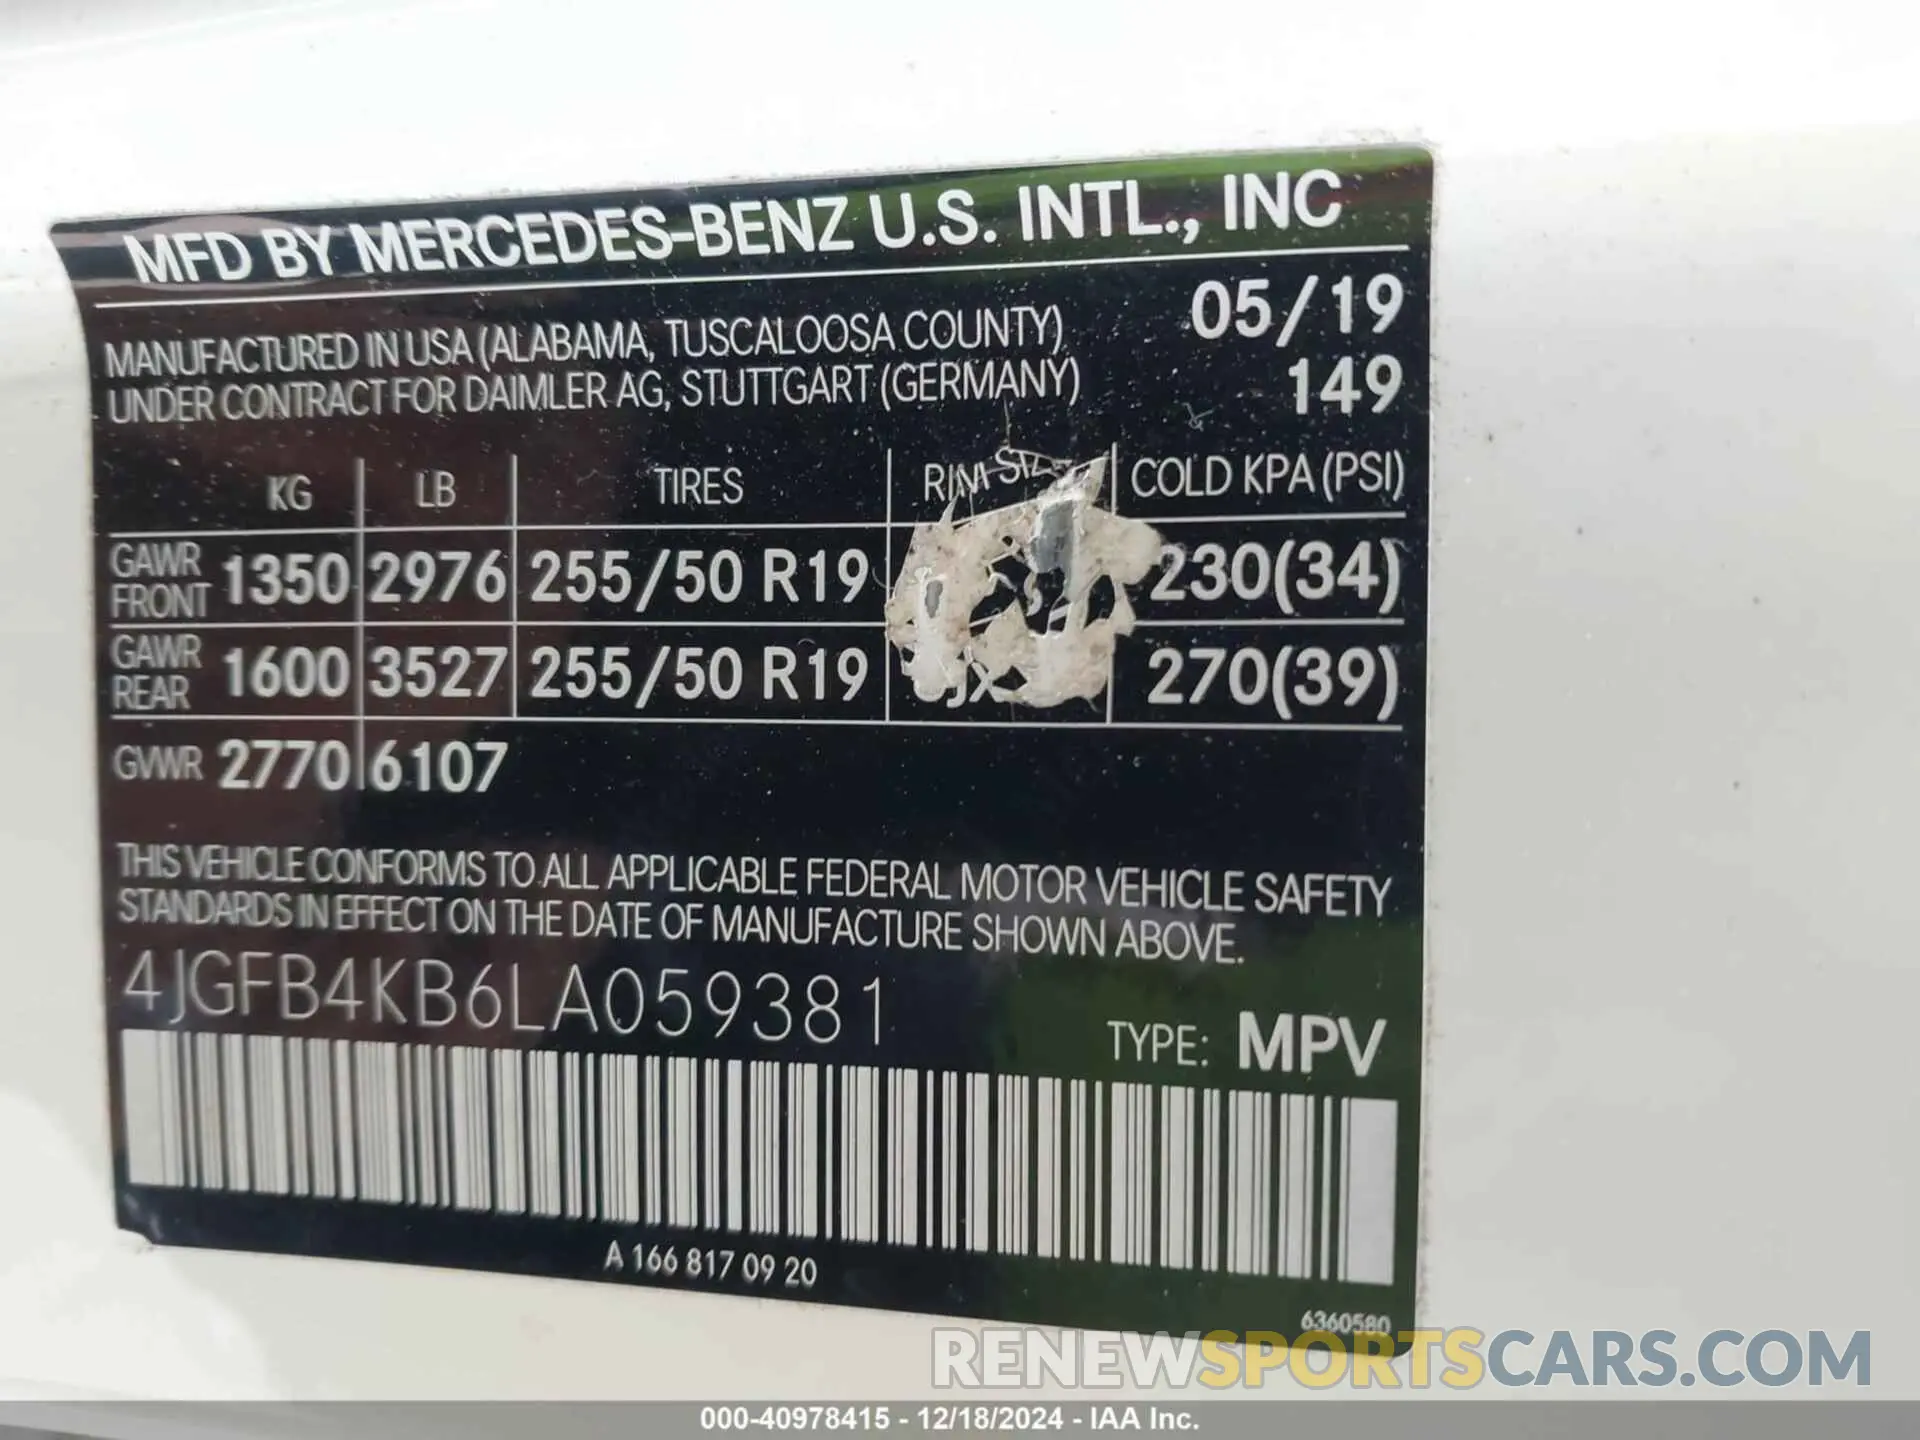 MFD BY MERCEDES-BENZ U.S. INTL., INC
MANUFACTURED IN USA (ALABAMA, TUSCALOOSA COUNTY) 05/19
UNDER CONTRACT FOR DAIMLER AG, STUTTGART (GERMANY) 149
KG LB TIRES RIM COLD KPA (PSI)
GAWR FRONT 1350 2976 255/50 R19 230(34)
GAWR REAR 1600 3527 255/50 R19 270(39)
GVWR 2770 6107
THIS VEHICLE CONFORMS TO ALL APPLICABLE FEDERAL MOTOR VEHICLE SAFETY
STANDARDS IN EFFECT ON THE DATE OF MANUFACTURE SHOWN ABOVE.
4JGFB4KB6LA059381
TYPE: MPV
A 166 817 09 20
6360580
RENEWSPORTSCARS.COM
000-40978415 - 12/18/2024 - IAA Inc.